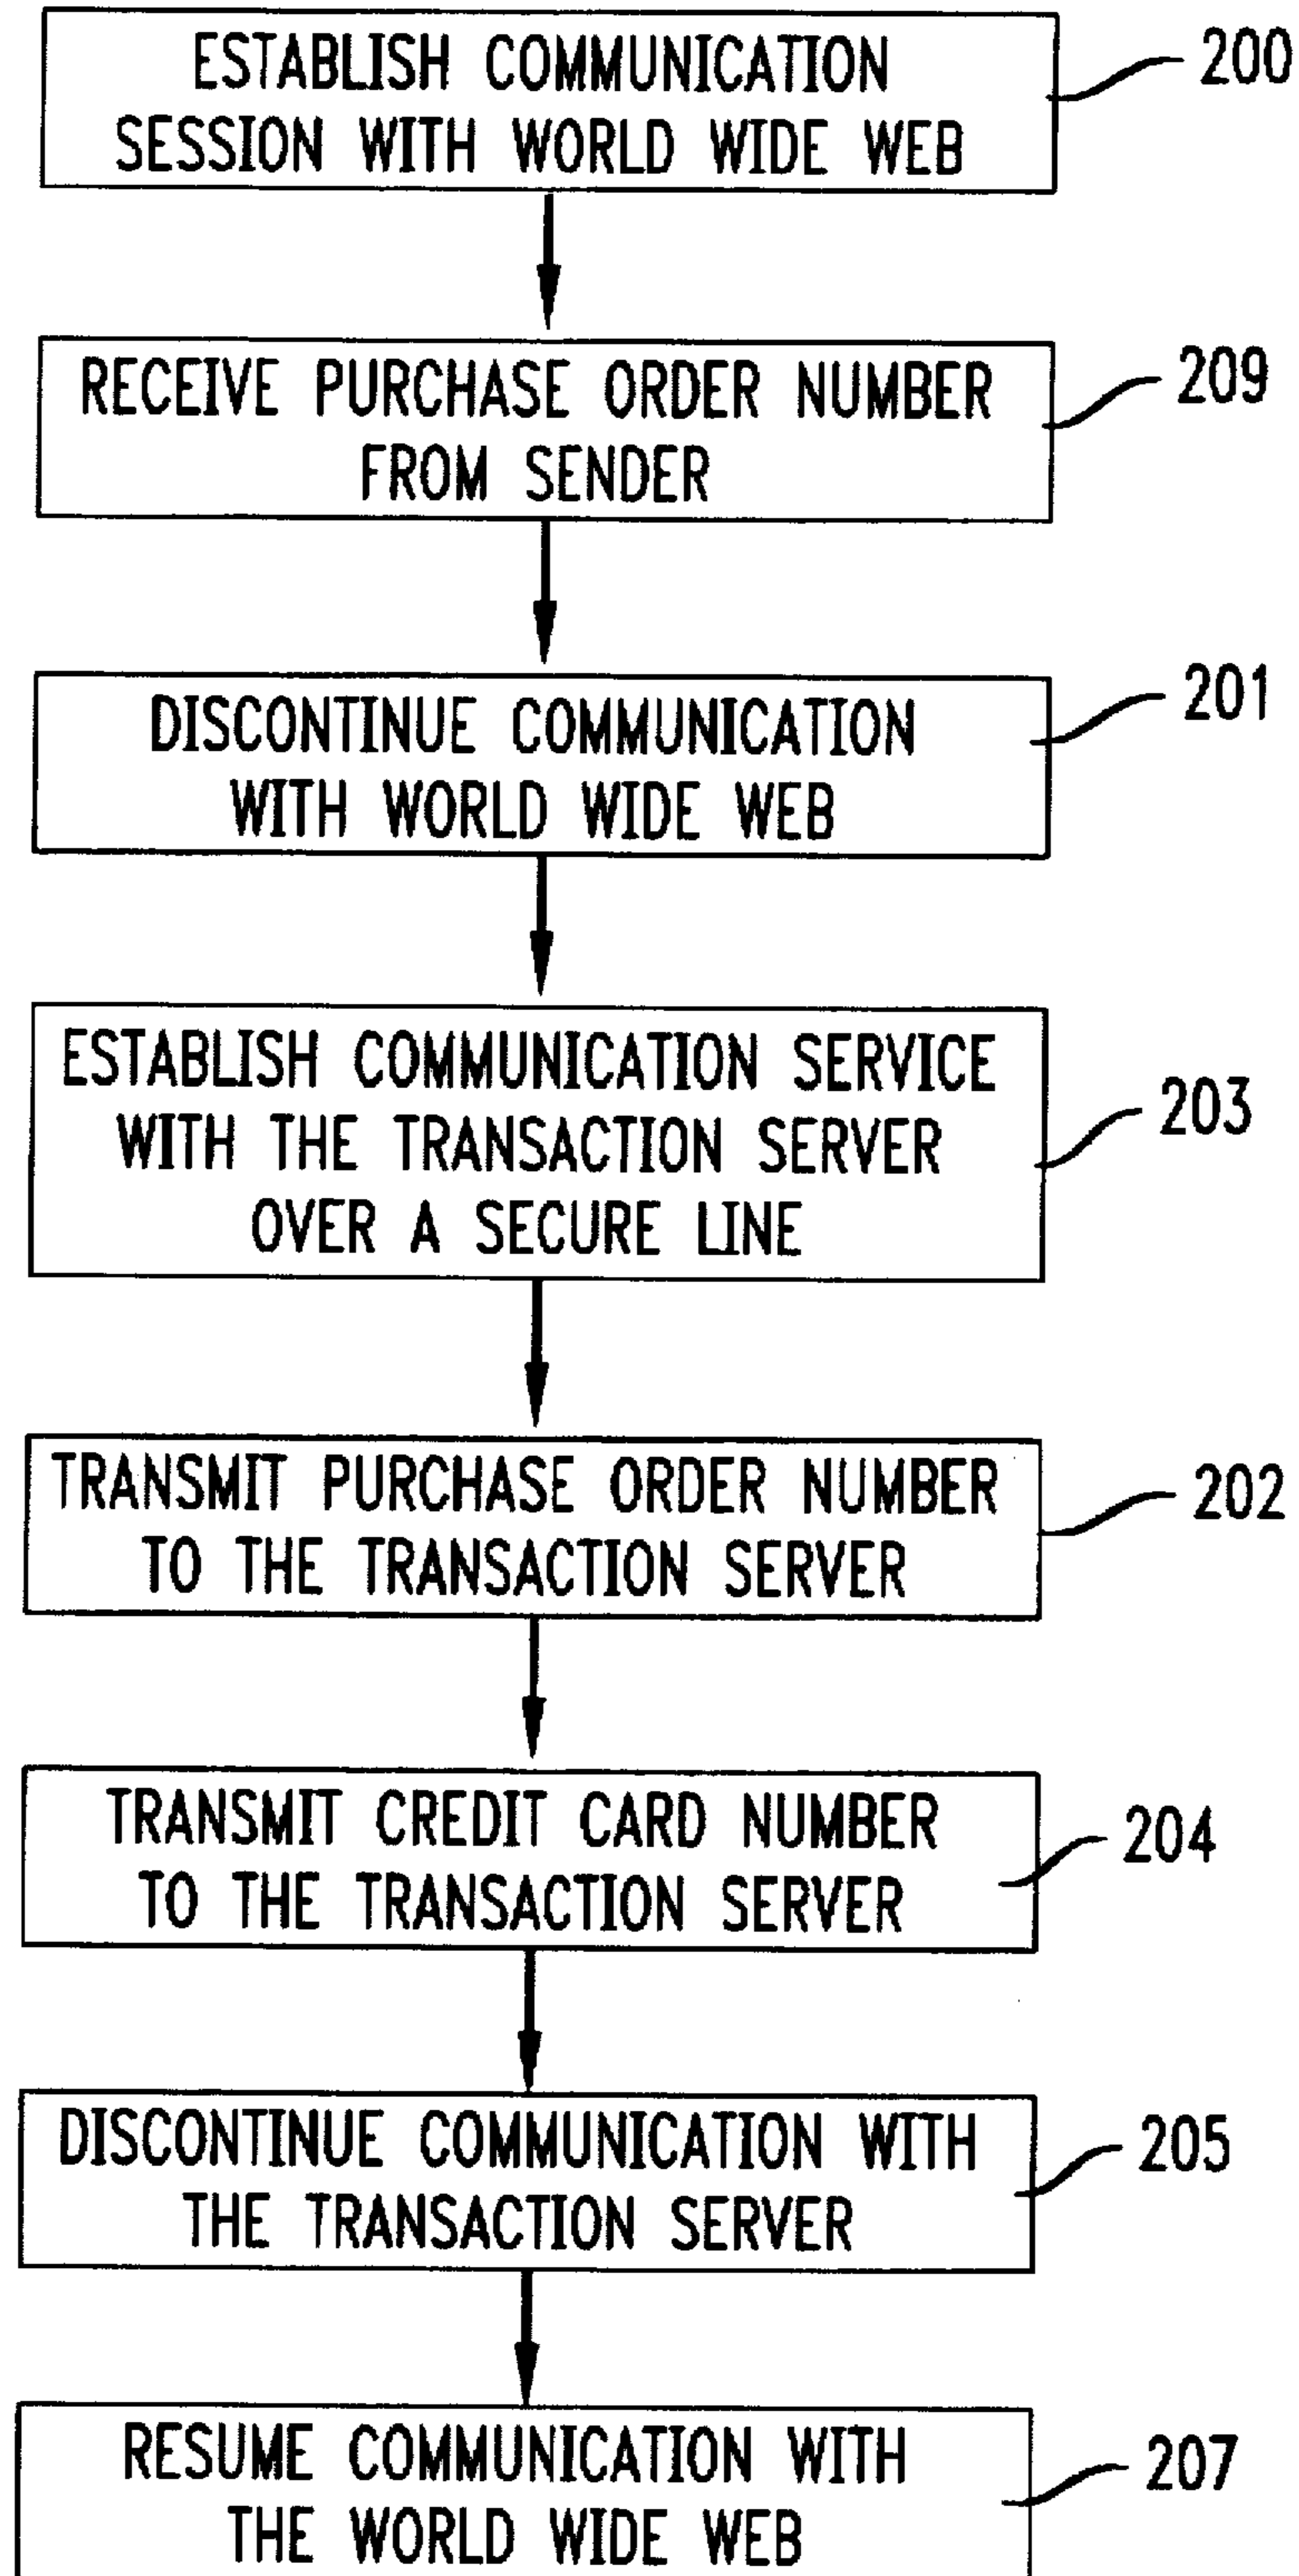 ESTABLISH COMMUNICATION
SESSION WITH WORLD WIDE WEB
200
RECEIVE PURCHASE ORDER NUMBER
FROM SENDER
209
DISCONTINUE COMMUNICATION
WITH WORLD WIDE WEB
201
ESTABLISH COMMUNICATION SERVICE
WITH THE TRANSACTION SERVER
OVER A SECURE LINE
203
TRANSMIT PURCHASE ORDER NUMBER
TO THE TRANSACTION SERVER
202
TRANSMIT CREDIT CARD NUMBER
TO THE TRANSACTION SERVER
204
DISCONTINUE COMMUNICATION WITH
THE TRANSACTION SERVER
205
RESUME COMMUNICATION WITH
THE WORLD WIDE WEB
207